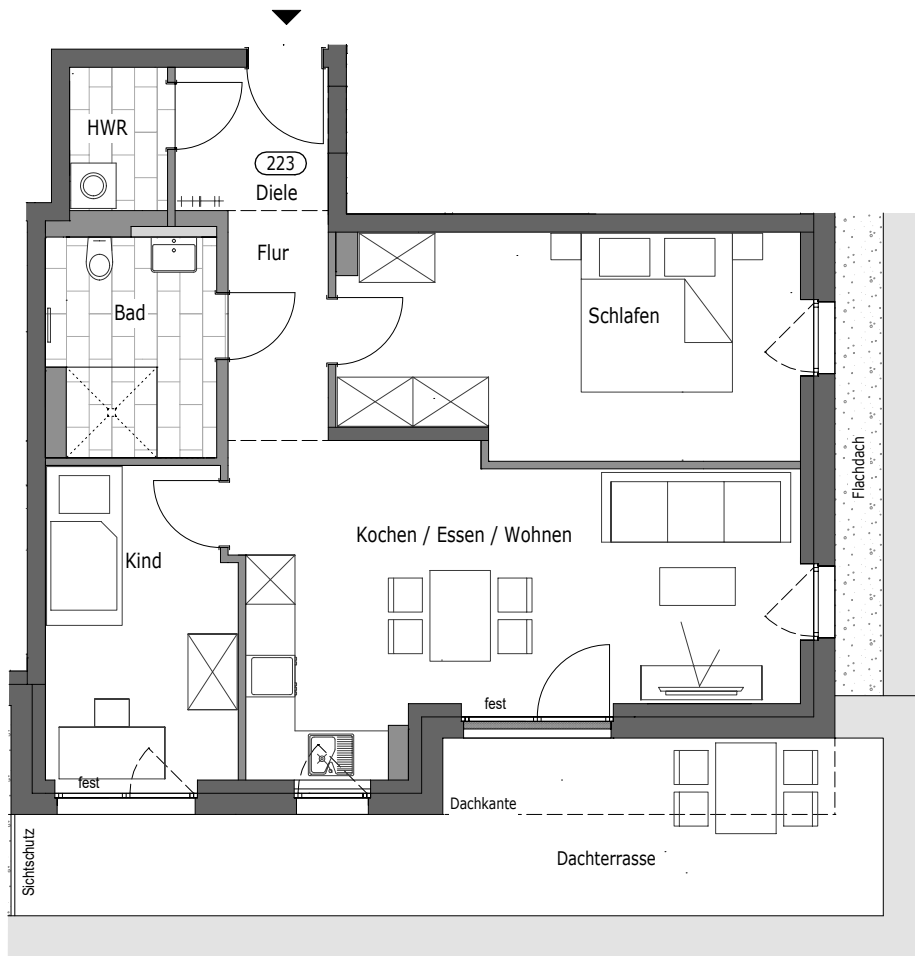 HWR
223
Diele
Flur
Bad
Schlafen
Flachdach
Kochen / Essen / Wohnen
Kind
fest
fest
Dachkante
Sichtschutz
Dachterrasse